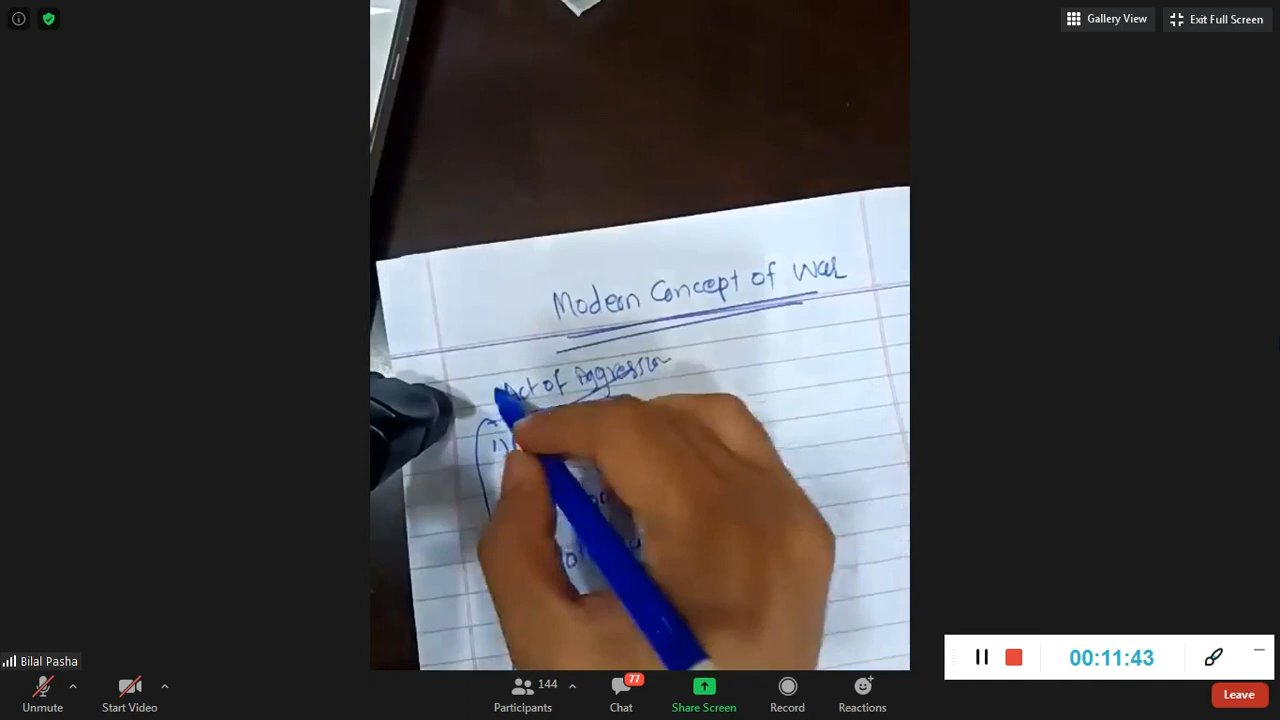 Gallery View
Exit Full Screen
Modern Concept of War
Act of Aggression
1)
Bilal Pasha
00:11:43
Unmute
Start Video
144
Participants
77
Chat
Share Screen
Record
Reactions
Leave